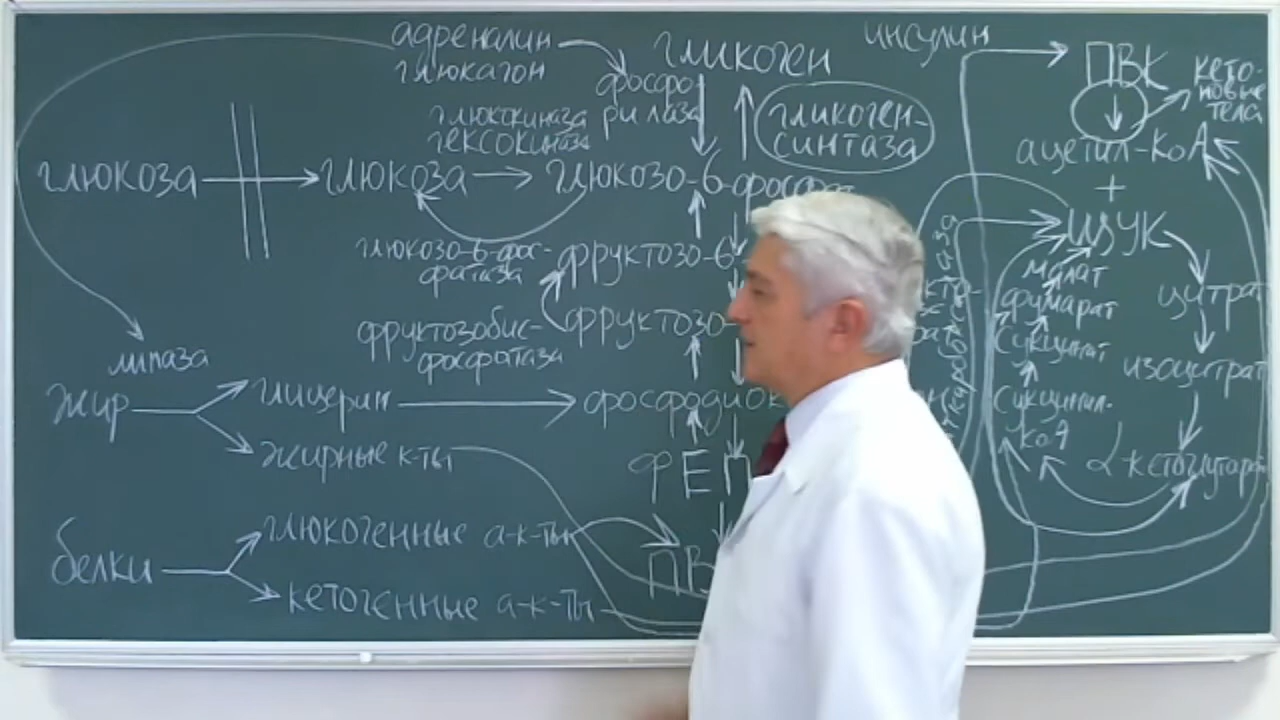 адреналин
глюкагон
гликоген
инсулин
ПВК
кето-
новые
тела
фосфо
рилаза
глюкокиназа
гексокиназа
гликоген-
синтаза
ацетил-КоА
глюкоза
глюкоза
глюкозо-6-фосфат
+
ЩУК
глюкозо-6-фос-
фатаза
фруктозо-6
малат
цитрат
фумарат
фруктозобис-
фосфатаза
фруктозо
сукцинат
изоцитрат
липаза
жир
глицерин
фосфодиок
сукцинил-
КоА
жирные к-ты
ФЕП
α-кетоглутарат
белки
глюкогенные а-к-ты
ПВ
кетогенные а-к-ты